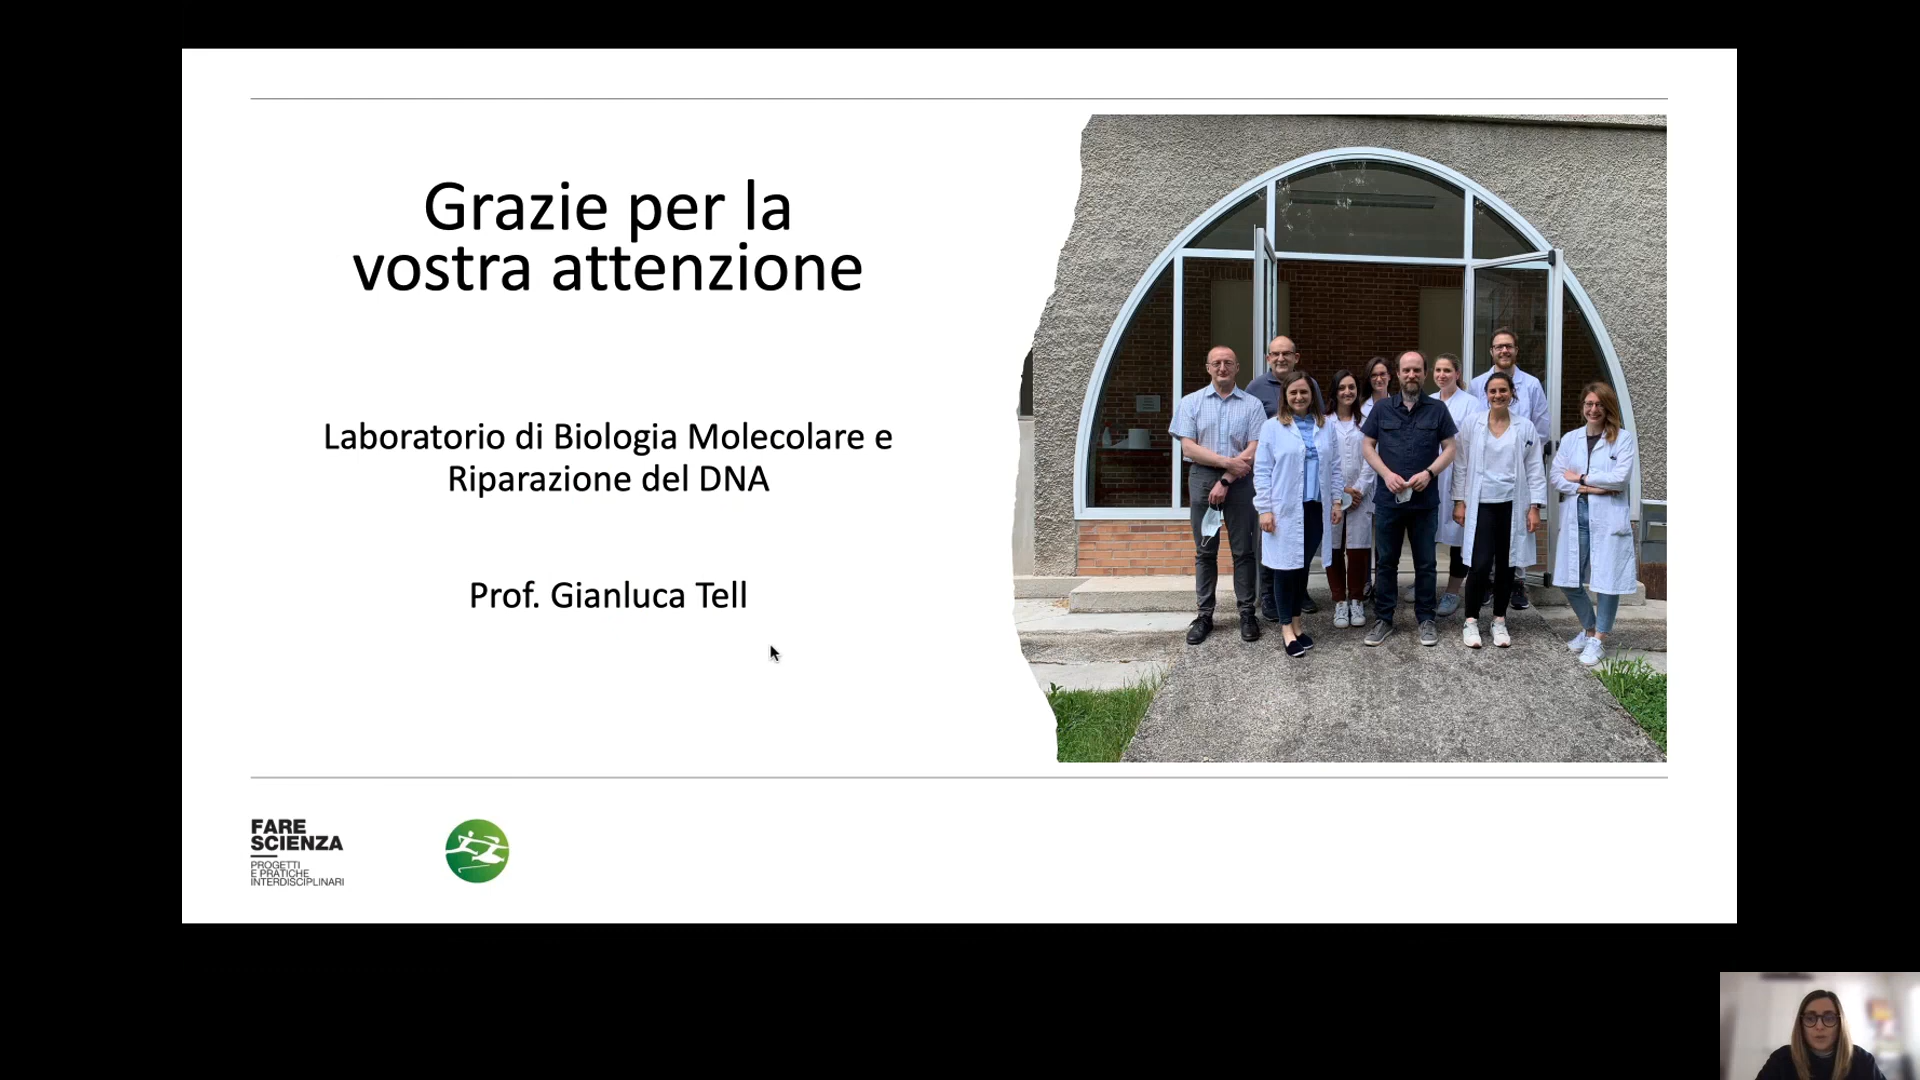 Grazie per la
vostra attenzione
Laboratorio di Biologia Molecolare e
Riparazione del DNA
Prof. Gianluca Tell
FARE
SCIENZA
PROGETTI
E PRATICHE
INTERDISCIPLINARI